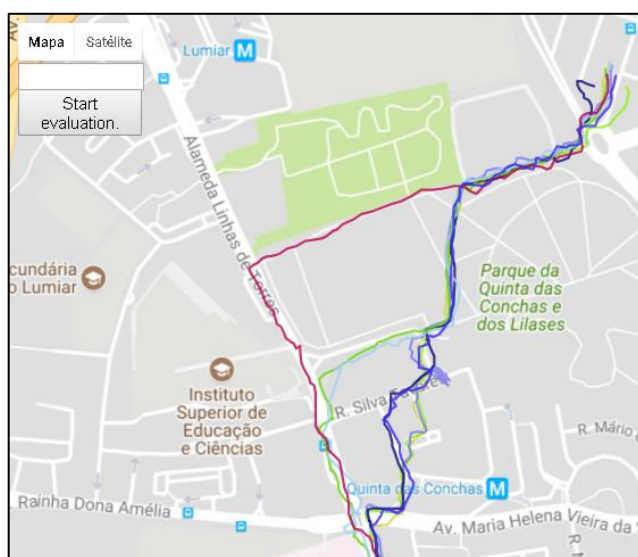 Av.
Mapa
Satélite
Start
evaluation.
Lumiar M
Alameda Linhas de Torres
cundária
o Lumiar
Parque da
Quinta das
Conchas e
dos Lilases
Instituto
Superior de
Educação
e Ciências
R. Silva
R. Mário
Quinta das Conchas M
. Rainha Dona Amélia
Av. Maria Helena Vieira da